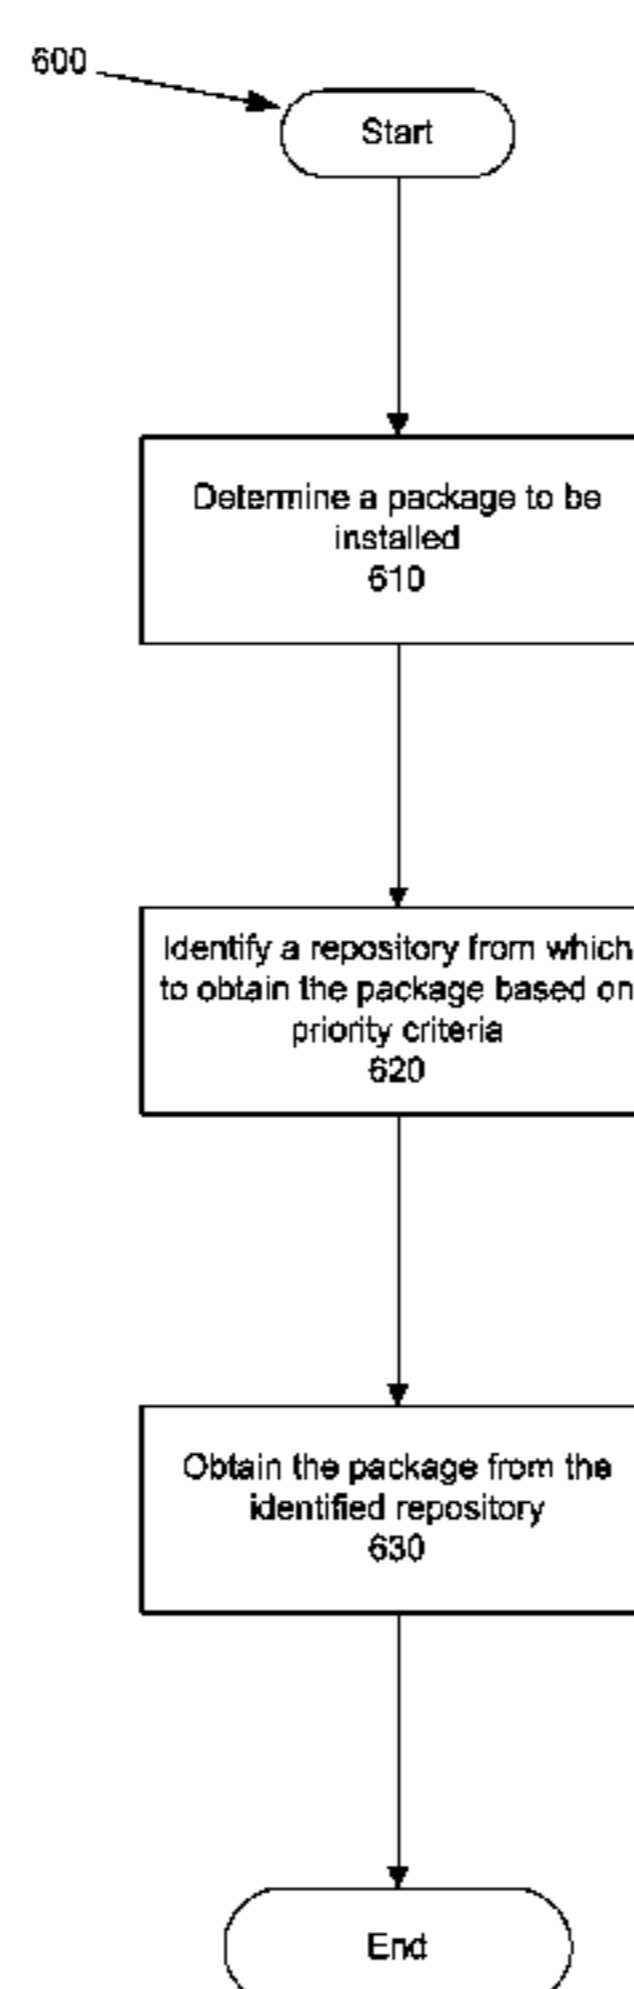 600
Start
Determine a package to be
installed
610
Identify a repository from which
to obtain the package based on
priority criteria
620
Obtain the package from the
identified repository
630
End